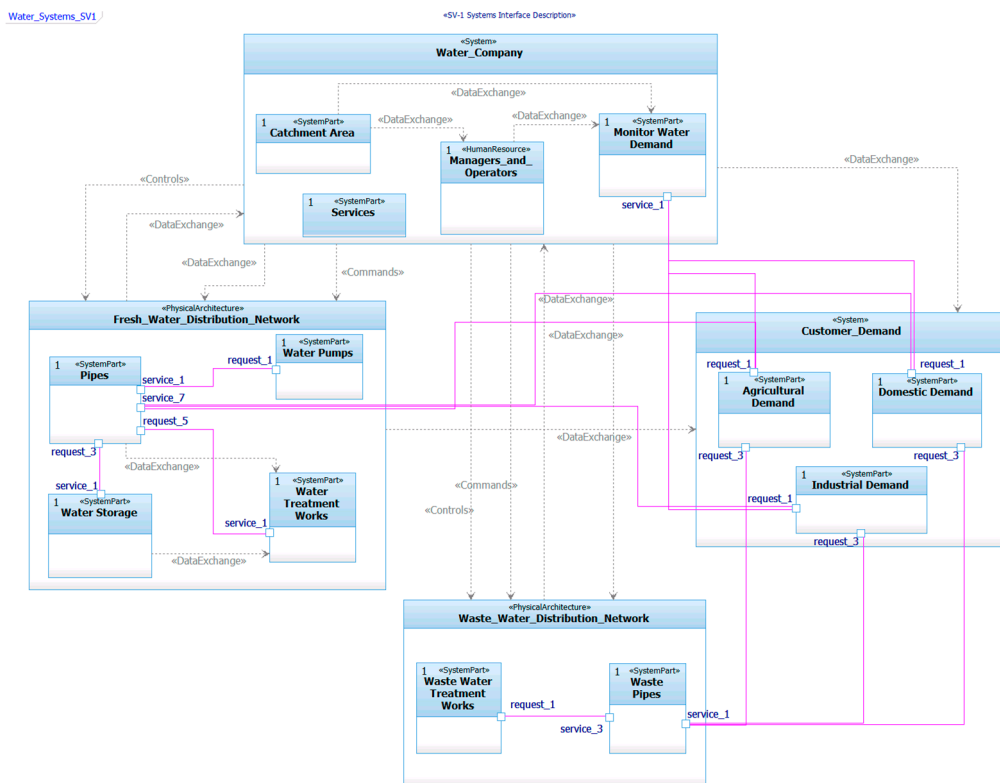 Water_Systems_SV1
«SV-1 Systems Interface Description»
«System»
Water_Company
«DataExchange»
1 «SystemPart»
Catchment Area
«DataExchange»
«DataExchange»
1 «SystemPart»
Monitor Water
Demand
1 «HumanResource»
Managers_and_
Operators
«DataExchange»
«Controls»
1 «SystemPart»
Services
service_1
«DataExchange»
«DataExchange»
«Commands»
«PhysicalArchitecture»
Fresh_Water_Distribution_Network
«DataExchange»
«DataExchange»
«System»
Customer_Demand
1 «SystemPart»
Pipes
request_1
1 «SystemPart»
Water Pumps
service_1
service_7
request_5
request_3
«DataExchange»
service_1
1 «SystemPart»
Water Storage
1 «SystemPart»
Water
Treatment
Works
service_1
«DataExchange»
«DataExchange»
«Commands»
«Controls»
request_1
request_1
1 «SystemPart»
Agricultural
Demand
1 «SystemPart»
Domestic Demand
request_3
request_3
1 «SystemPart»
Industrial Demand
request_1
request_3
«PhysicalArchitecture»
Waste_Water_Distribution_Network
1 «SystemPart»
Waste Water
Treatment
Works
request_1
service_3
1 «SystemPart»
Waste
Pipes
service_1